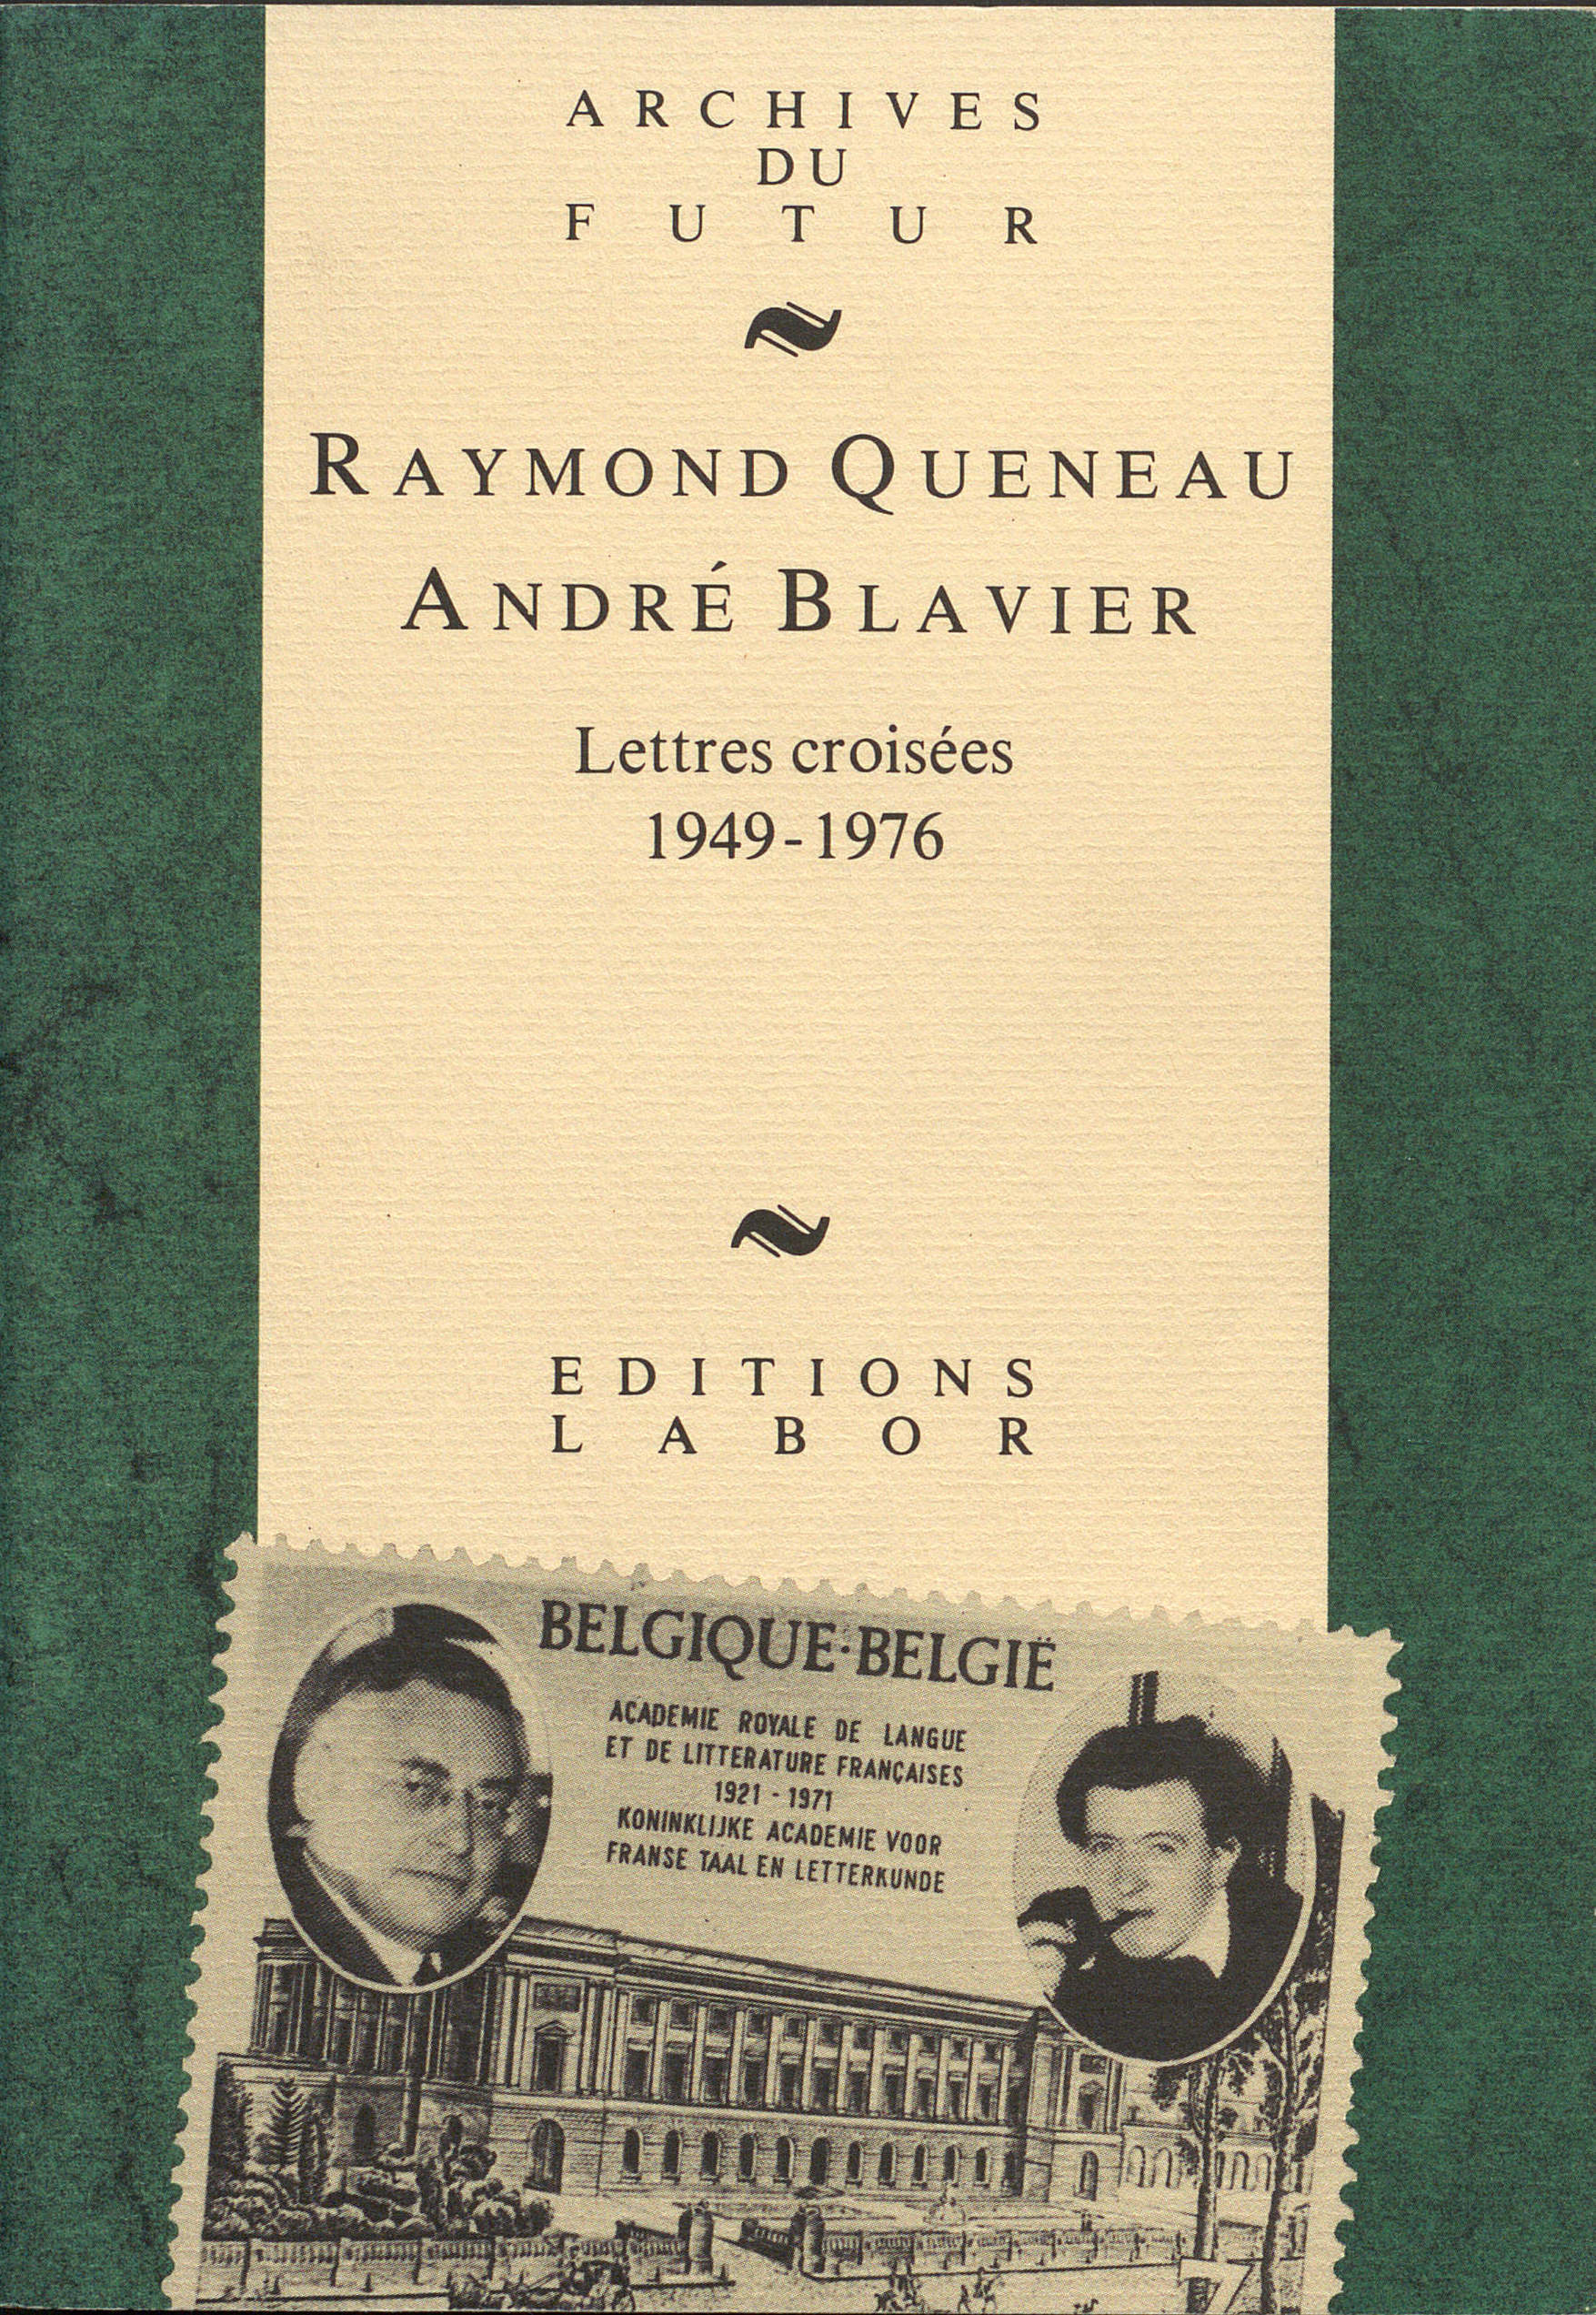 ARCHIVES
DU
FUTUR
RAYMOND QUENEAU
ANDRÉ BLAVIER
Lettres croisées
1949-1976
EDITIONS
LABOR
BELGIQUE·BELGIË
ACADEMIE ROYALE DE LANGUE
ET DE LITTERATURE FRANÇAISES
1921 - 1971
KONINKLIJKE ACADEMIE VOOR
FRANSE TAAL EN LETTERKUNDE
7